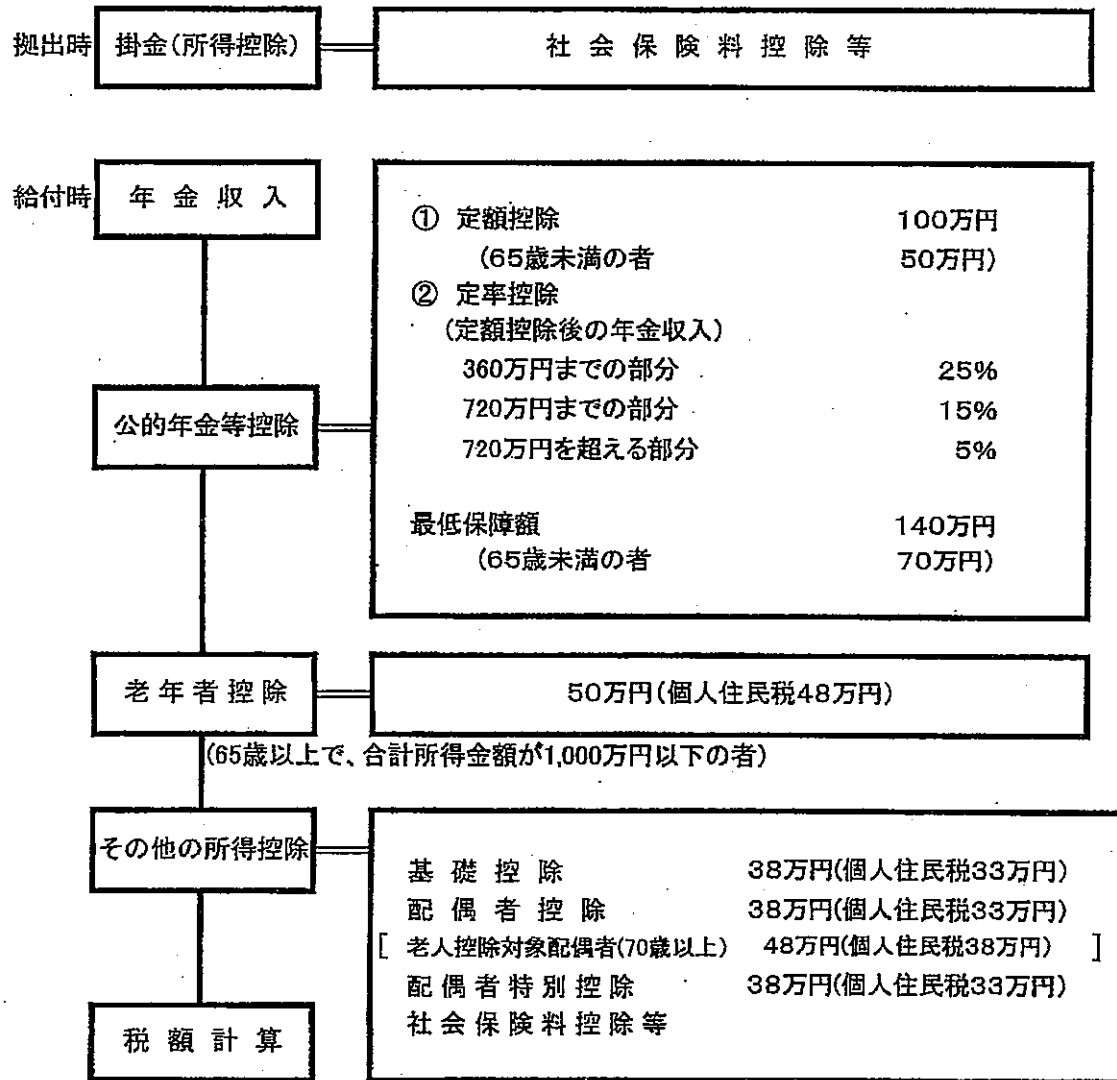 拠出時 掛金(所得控除) 社会保険料控除等
給付時 年金収入
① 定額控除 100万円
(65歳未満の者 50万円)
② 定率控除
(定額控除後の年金収入)
360万円までの部分 25%
720万円までの部分 15%
720万円を超える部分 5%
最低保障額 140万円
(65歳未満の者 70万円)
公的年金等控除
老年者控除 50万円(個人住民税48万円)
(65歳以上で、合計所得金額が1,000万円以下の者)
その他の所得控除
基礎控除 38万円(個人住民税33万円)
配偶者控除 38万円(個人住民税33万円)
[ 老人控除対象配偶者(70歳以上) 48万円(個人住民税38万円) ]
配偶者特別控除 38万円(個人住民税33万円)
社会保険料控除等
税額計算